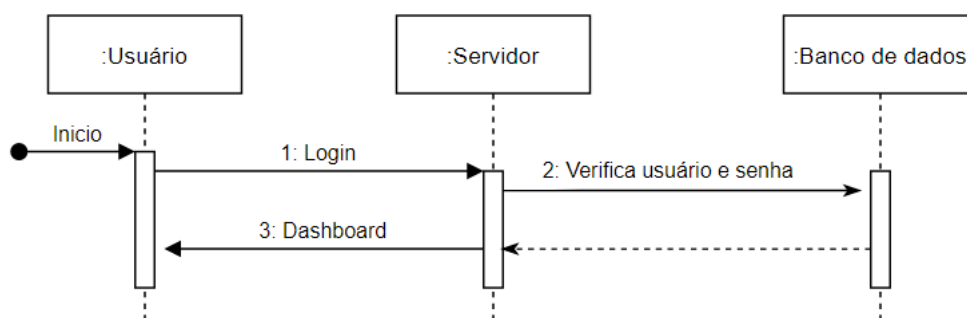 :Usuário
:Servidor
:Banco de dados
Inicio
1: Login
2: Verifica usuário e senha
3: Dashboard